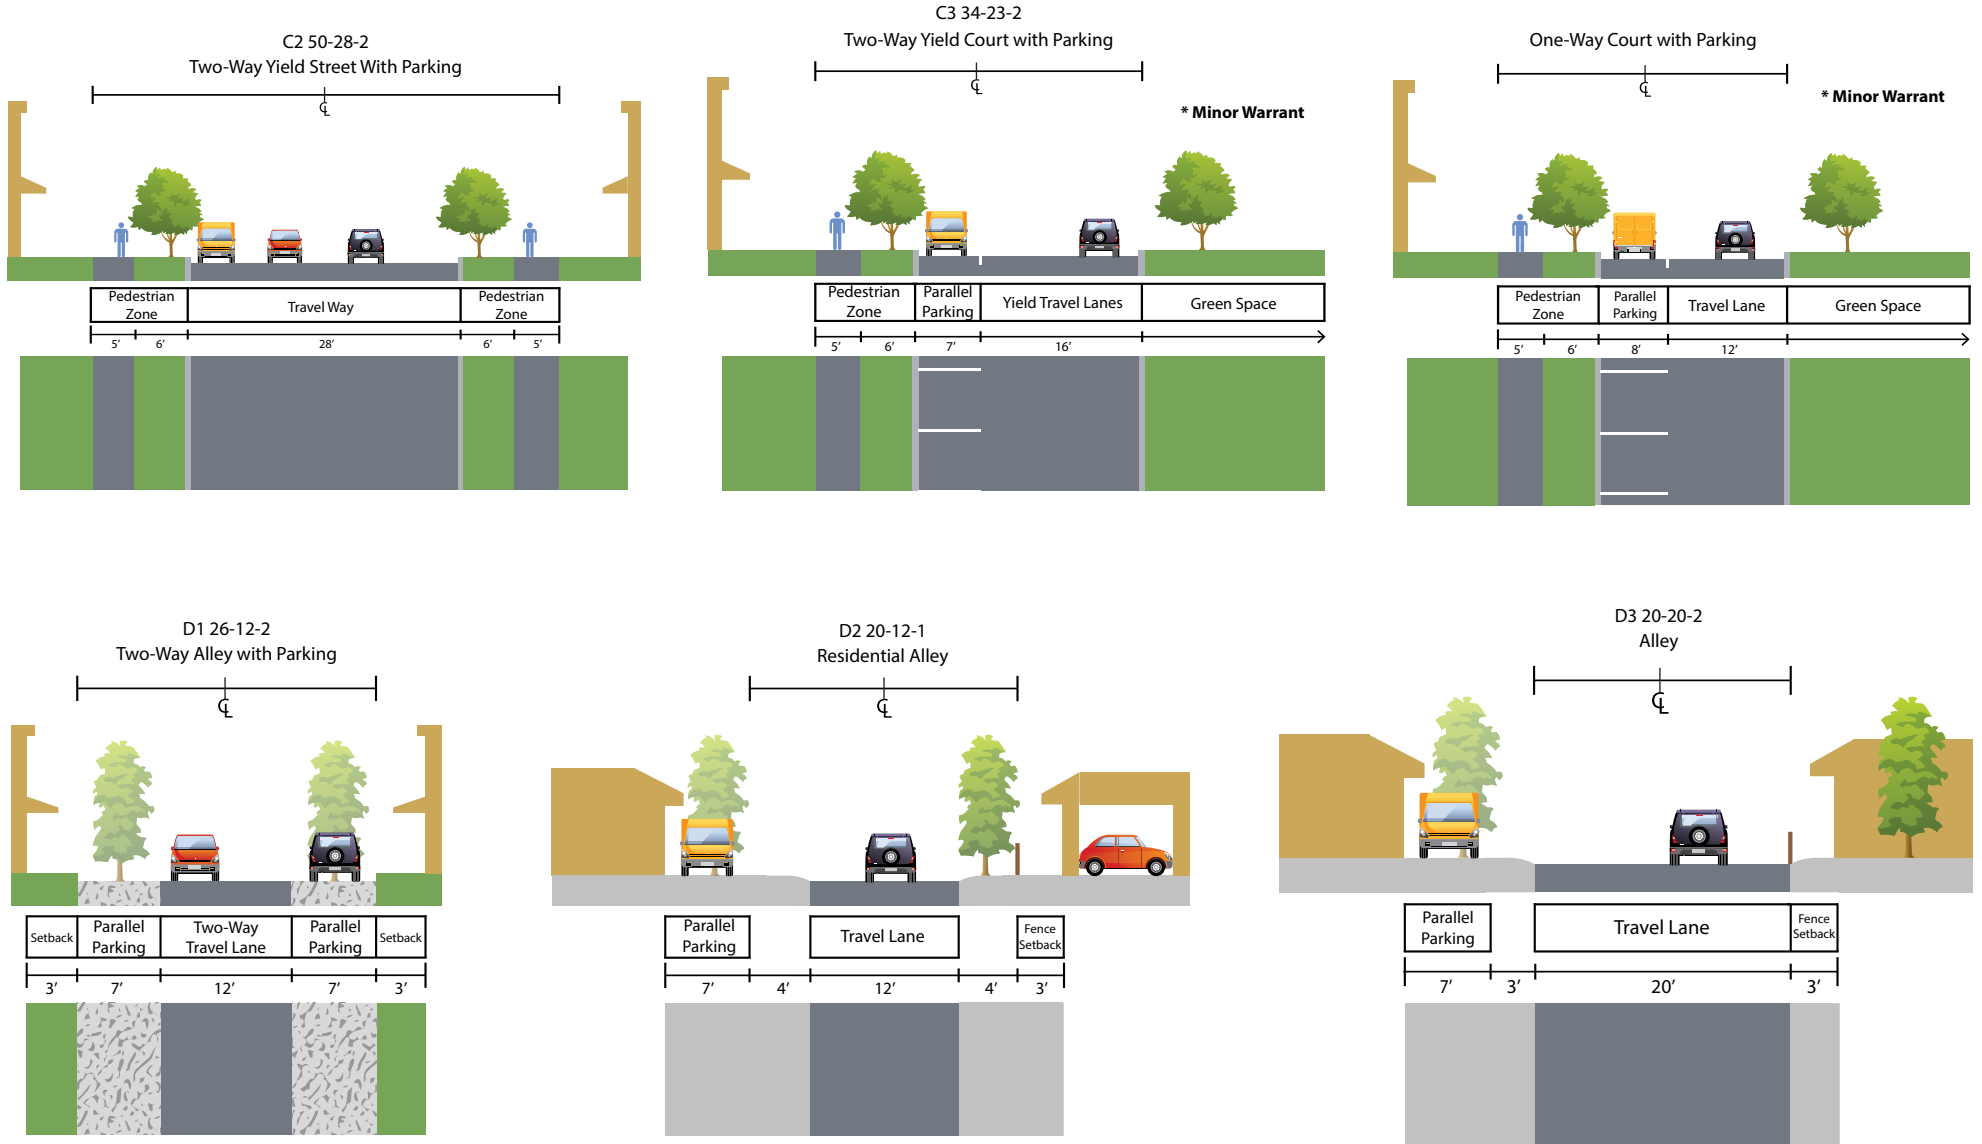 C2 50-28-2
Two-Way Yield Street With Parking
℄
Pedestrian
Zone
Travel Way
Pedestrian
Zone
5’ 6’ 28’ 6’ 5’
C3 34-23-2
Two-Way Yield Court with Parking
℄
* Minor Warrant
Pedestrian
Zone
Parallel
Parking
Yield Travel Lanes
Green Space
5’ 6’ 7’ 16’
One-Way Court with Parking
℄
* Minor Warrant
Pedestrian
Zone
Parallel
Parking
Travel Lane
Green Space
5’ 6’ 8’ 12’
D1 26-12-2
Two-Way Alley with Parking
℄
Setback
Parallel
Parking
Two-Way
Travel Lane
Parallel
Parking
Setback
3’ 7’ 12’ 7’ 3’
D2 20-12-1
Residential Alley
℄
Parallel
Parking
Travel Lane
Fence
Setback
7’ 4’ 12’ 4’ 3’
D3 20-20-2
Alley
℄
Parallel
Parking
Travel Lane
Fence
Setback
7’ 3’ 20’ 3’